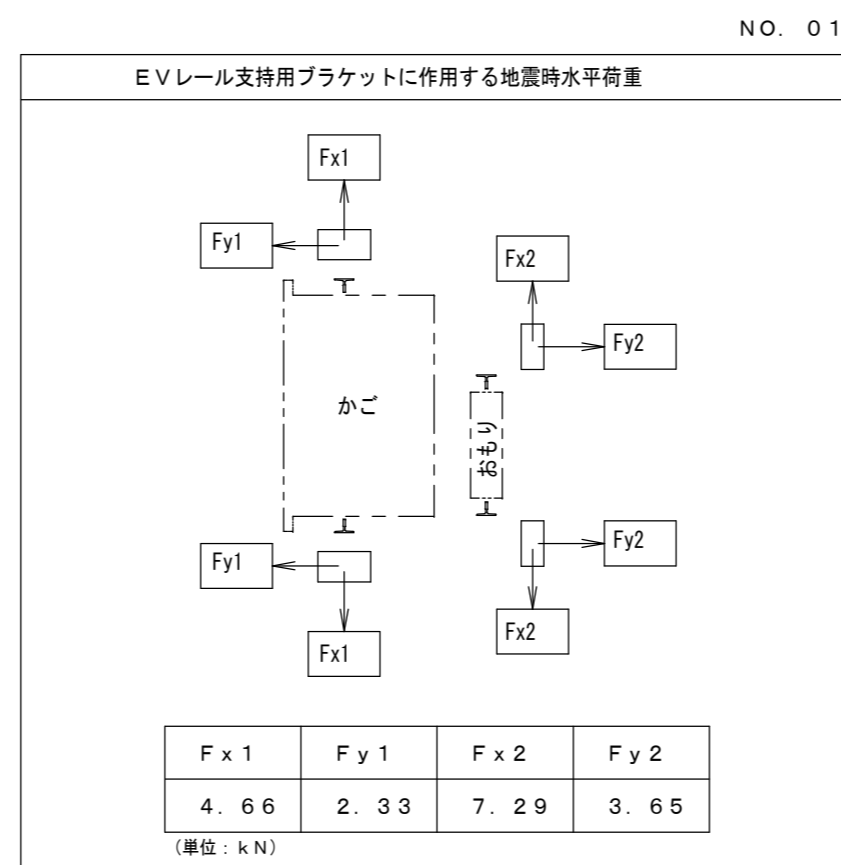 ＮＯ．０１
ＥＶレール支持用ブラケットに作用する地震時水平荷重
Fx1
Fy1
Fx2
Fy2
かご
おもり
Fy1
Fy2
Fx1
Fx2
Ｆｘ１ Ｆｙ１ Ｆｘ２ Ｆｙ２
４．６６ ２．３３ ７．２９ ３．６５
（単位：ｋＮ）